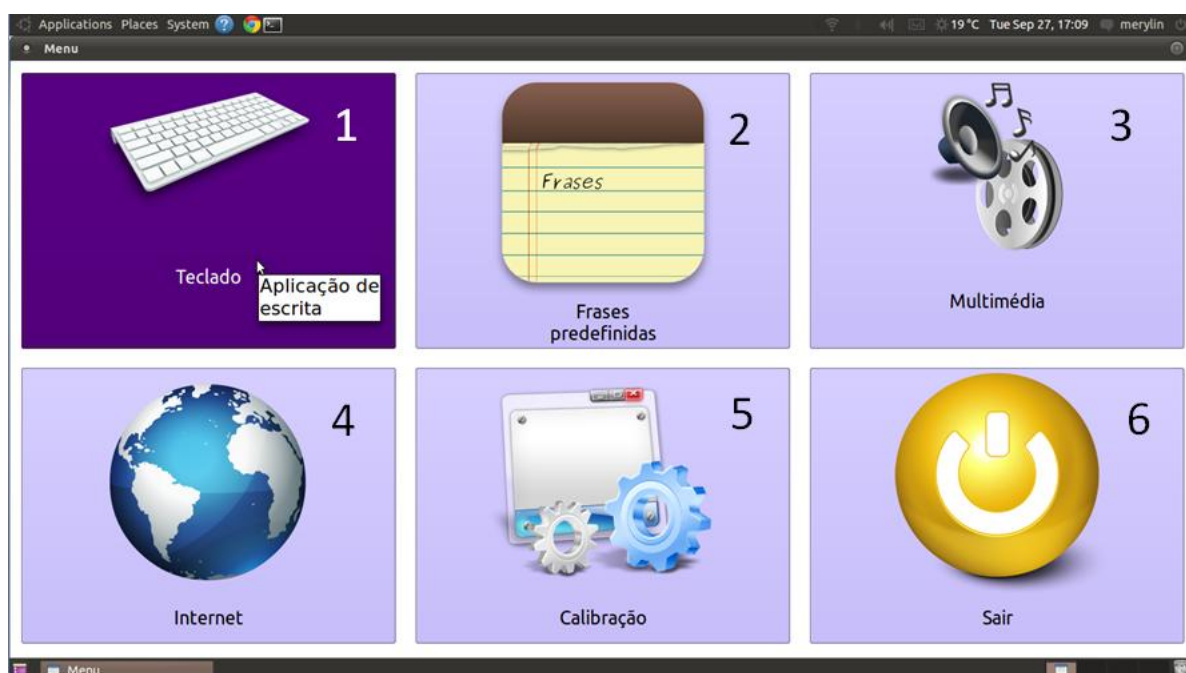 Applications Places System
19 °C Tue Sep 27, 17:09 merylin
Menu
1
Teclado
Aplicação de
escrita
2
Frases
Frases
predefinidas
3
Multimédia
4
Internet
5
Calibração
6
Sair
Menu